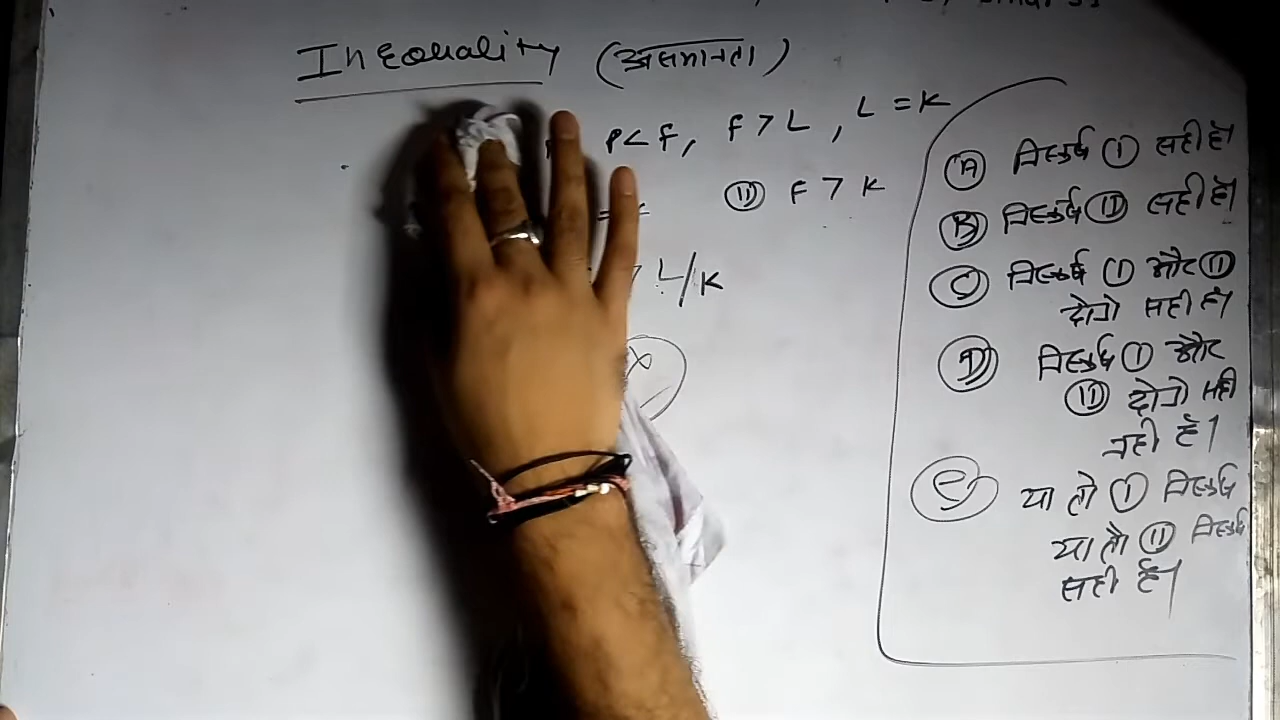 Inequality (असमानता)
P < F, F > L, L = K
(II) F > K
L/K
(A) निष्कर्ष (I) सही है।
(B) निष्कर्ष (II) सही है।
(C) निष्कर्ष (I) और (II)
दोनो सही है।
(D) निष्कर्ष (I) और
(II) दोनो सही
नही है।
(E) या तो (I) निष्कर्ष
या तो (II) निष्कर्ष
सही है।